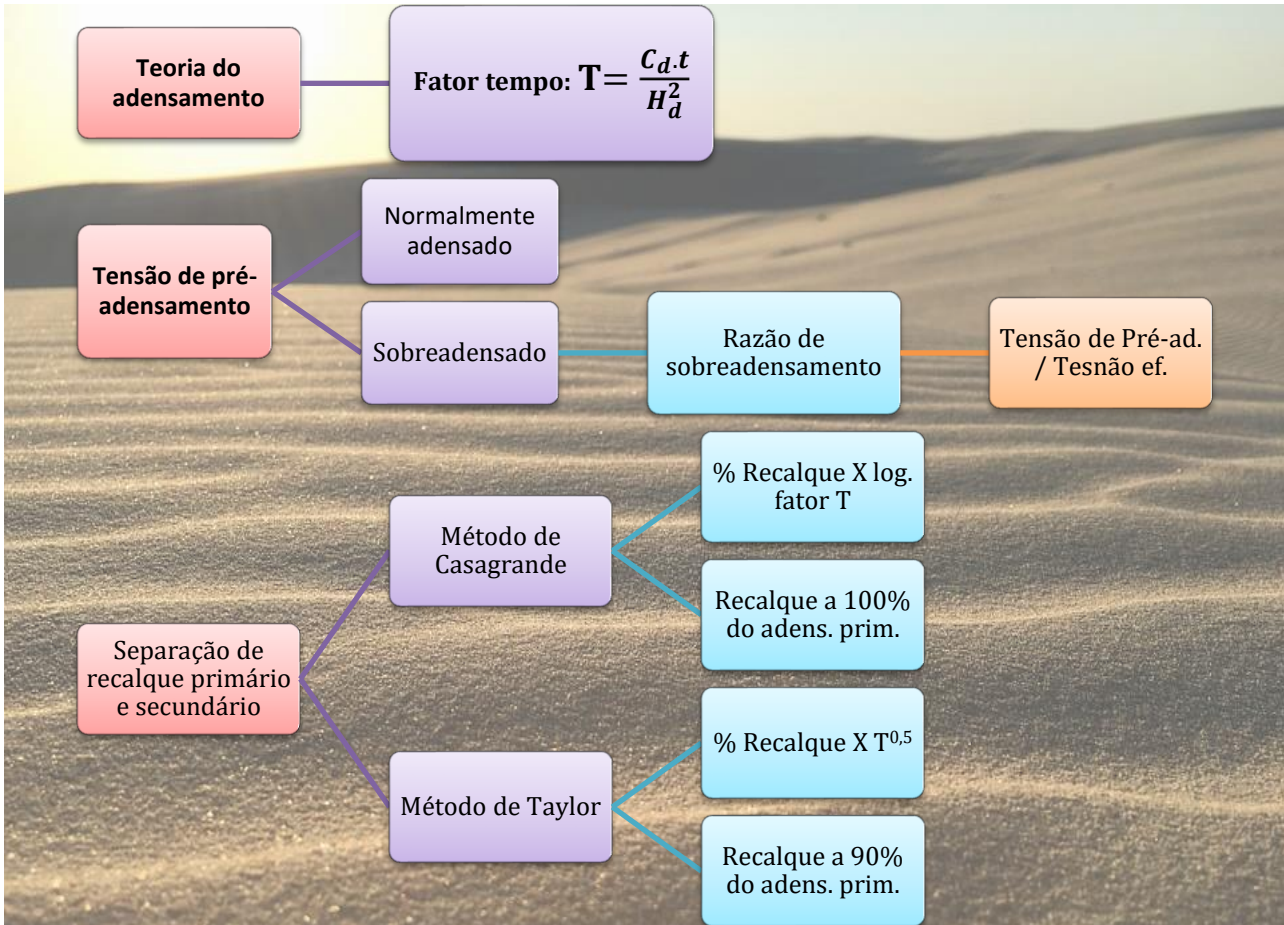 Teoria do
adensamento
Fator tempo: T= C_d.t / H_d^2
Tensão de pré-
adensamento
Normalmente
adensado
Sobreadensado
Razão de
sobreadensamento
Tensão de Pré-ad.
/ Tesnão ef.
Separação de
recalque primário
e secundário
Método de
Casagrande
% Recalque X log.
fator T
Recalque a 100%
do adens. prim.
Método de Taylor
% Recalque X T^0,5
Recalque a 90%
do adens. prim.